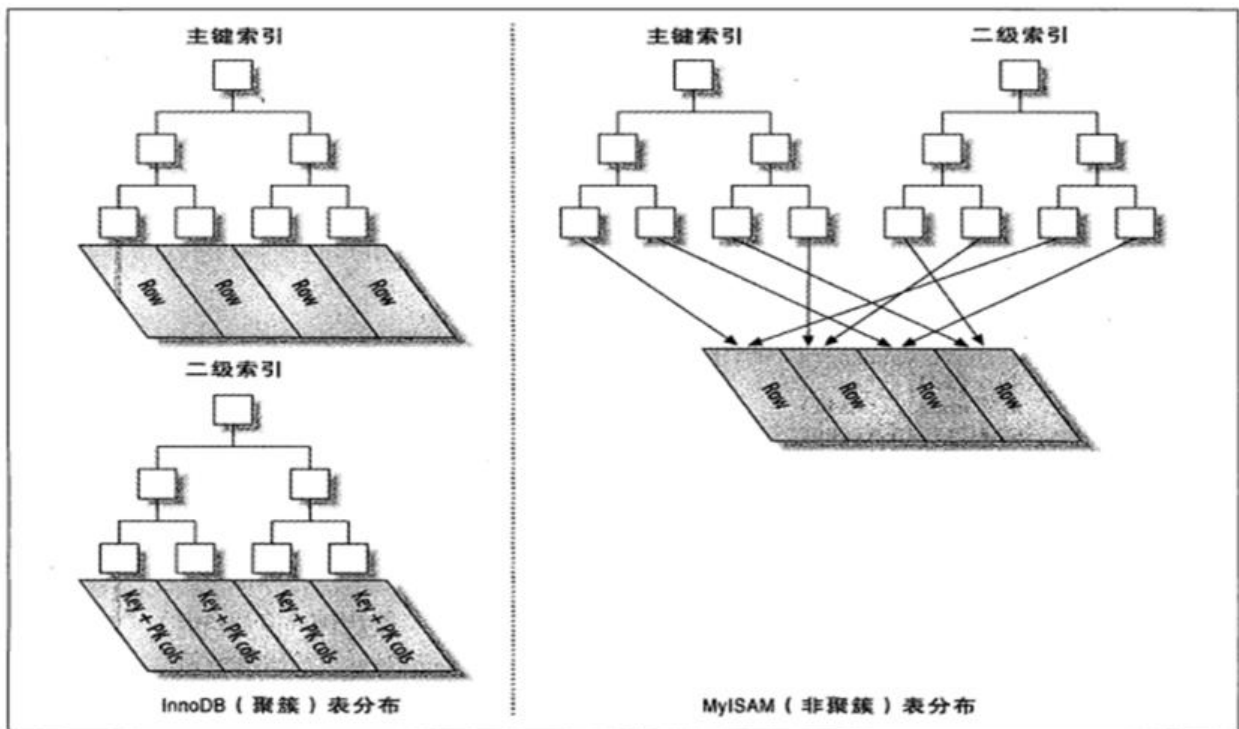 主键索引
Row
Row
Row
Row
二级索引
Key + PK cols
Key + PK cols
Key + PK cols
Key + PK cols
InnoDB（聚簇）表分布
主键索引
二级索引
Row
Row
Row
Row
MyISAM（非聚簇）表分布